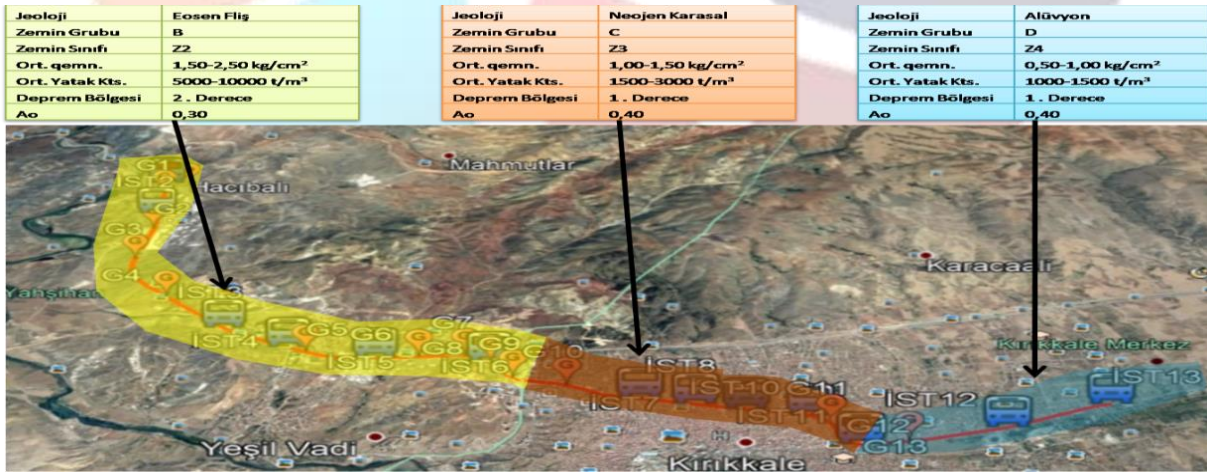 Jeoloji Eosen Fliş
Zemin Grubu B
Zemin Sınıfı Z2
Ort. qemn. 1,50-2,50 kg/cm²
Ort. Yatak Kts. 5000-10000 t/m³
Deprem Bölgesi 2 . Derece
Ao 0,30
Jeoloji Neojen Karasal
Zemin Grubu C
Zemin Sınıfı Z3
Ort. qemn. 1,00-1,50 kg/cm²
Ort. Yatak Kts. 1500-3000 t/m³
Deprem Bölgesi 1 . Derece
Ao 0,40
Jeoloji Alüvyon
Zemin Grubu D
Zemin Sınıfı Z4
Ort. qemn. 0,50-1,00 kg/cm²
Ort. Yatak Kts. 1000-1500 t/m³
Deprem Bölgesi 1 . Derece
Ao 0,40
G1
Mahmutlar
Hacıbalı
G2
G3
G4
Karacaali
Yahşihan
İST3
İST4
G5
G6
G7
İST5
G8
G9
İST6
G10
Kırıkkale Merkez
İST8
İST7
İST10
G11
İST11
İST12
İST13
G12
G13
Yeşil Vadi
Kırıkkale